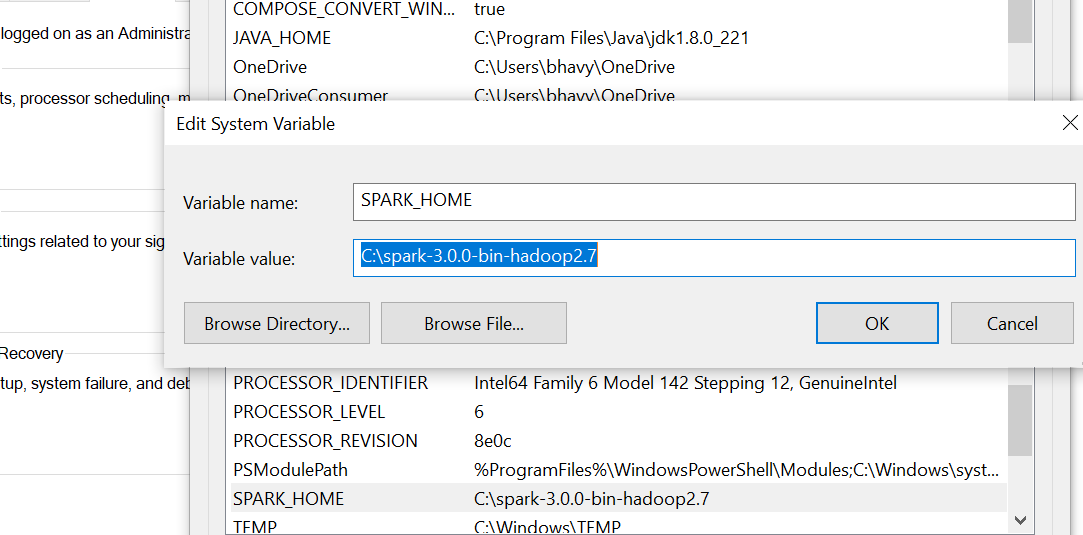 COMPOSE_CONVERT_WIN... true
logged on as an Administra
JAVA_HOME C:\Program Files\Java\jdk1.8.0_221
OneDrive C:\Users\bhavy\OneDrive
ts, processor scheduling, m
OneDriveConsumer C:\Users\bhavy\OneDrive
Edit System Variable
Variable name: SPARK_HOME
ttings related to your sig
Variable value: C:\spark-3.0.0-bin-hadoop2.7
Browse Directory... Browse File... OK Cancel
Recovery
tup, system failure, and deb
PROCESSOR_IDENTIFIER Intel64 Family 6 Model 142 Stepping 12, GenuineIntel
PROCESSOR_LEVEL 6
PROCESSOR_REVISION 8e0c
PSModulePath %ProgramFiles%\WindowsPowerShell\Modules;C:\Windows\syst...
SPARK_HOME C:\spark-3.0.0-bin-hadoop2.7
TEMP C:\Windows\TEMP